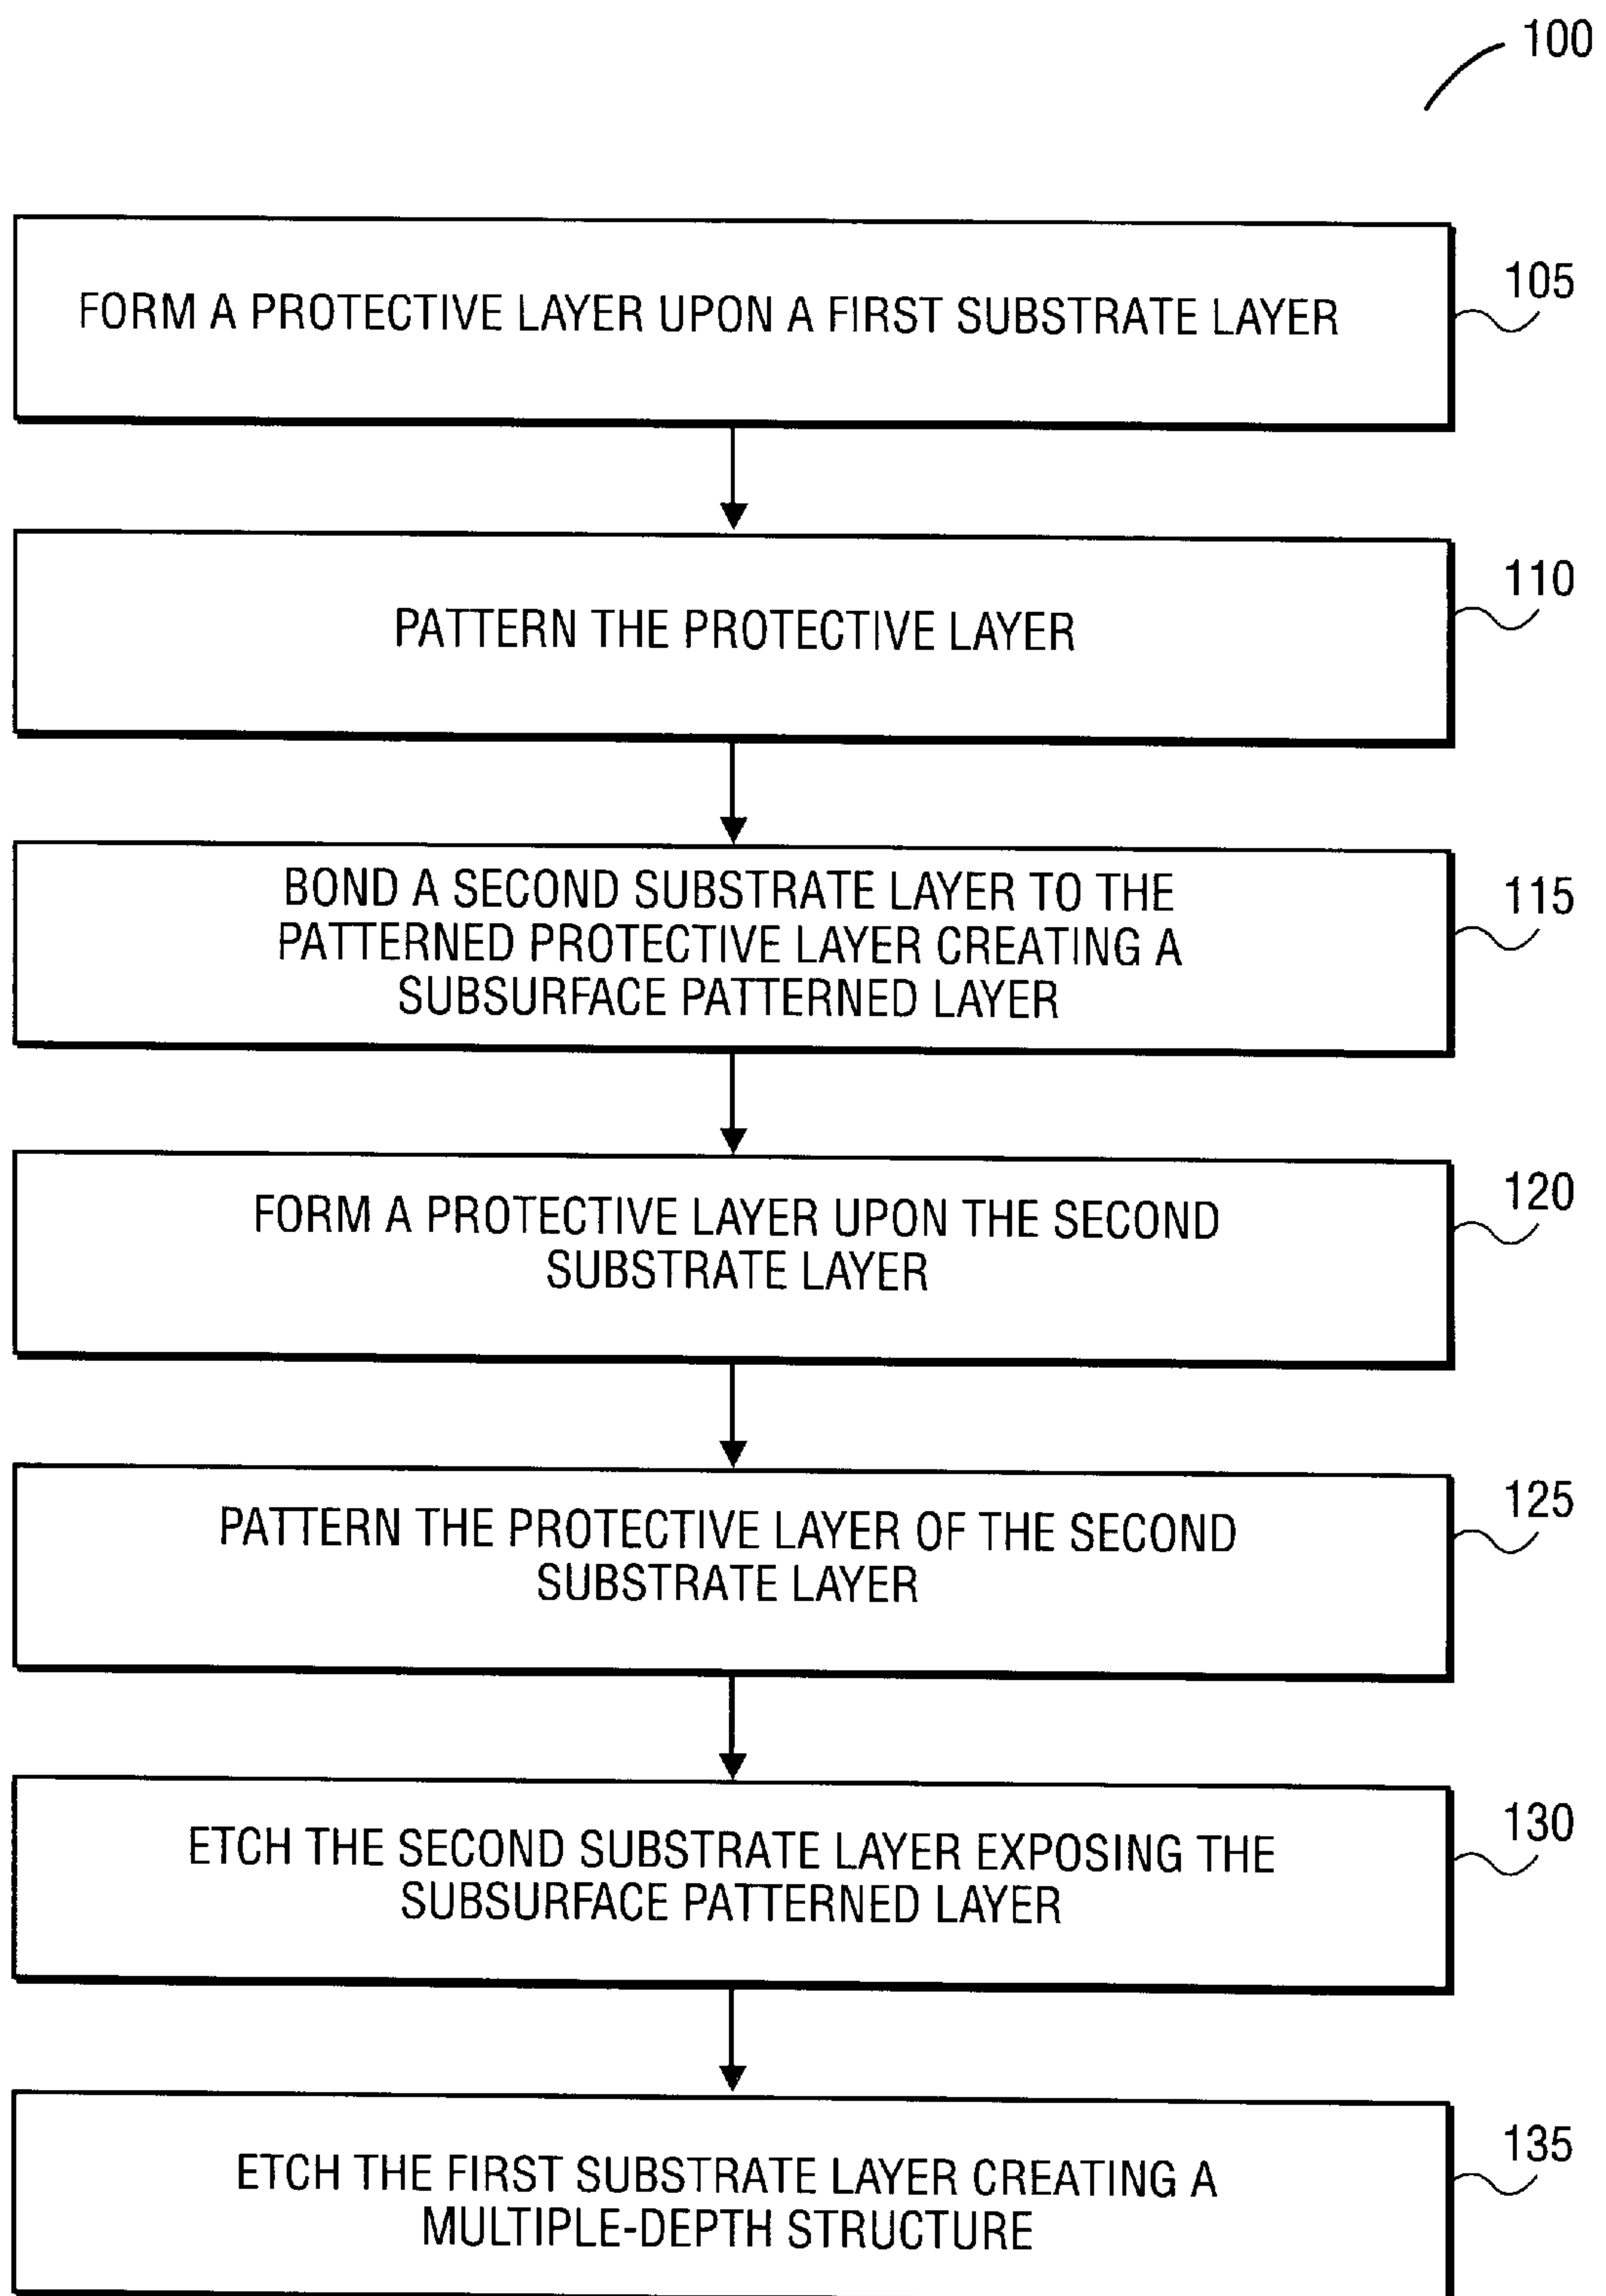 100
FORM A PROTECTIVE LAYER UPON A FIRST SUBSTRATE LAYER
105
PATTERN THE PROTECTIVE LAYER
110
BOND A SECOND SUBSTRATE LAYER TO THE
PATTERNED PROTECTIVE LAYER CREATING A
SUBSURFACE PATTERNED LAYER
115
FORM A PROTECTIVE LAYER UPON THE SECOND
SUBSTRATE LAYER
120
PATTERN THE PROTECTIVE LAYER OF THE SECOND
SUBSTRATE LAYER
125
ETCH THE SECOND SUBSTRATE LAYER EXPOSING THE
SUBSURFACE PATTERNED LAYER
130
ETCH THE FIRST SUBSTRATE LAYER CREATING A
MULTIPLE-DEPTH STRUCTURE
135